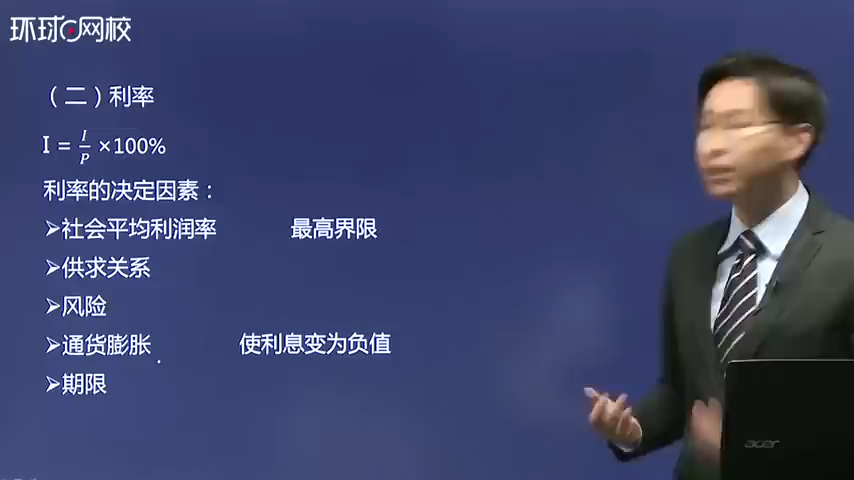 环球网校
（二）利率
I = I/P ×100%
利率的决定因素：
➢社会平均利润率 最高界限
➢供求关系
➢风险
➢通货膨胀 使利息变为负值
➢期限
acer